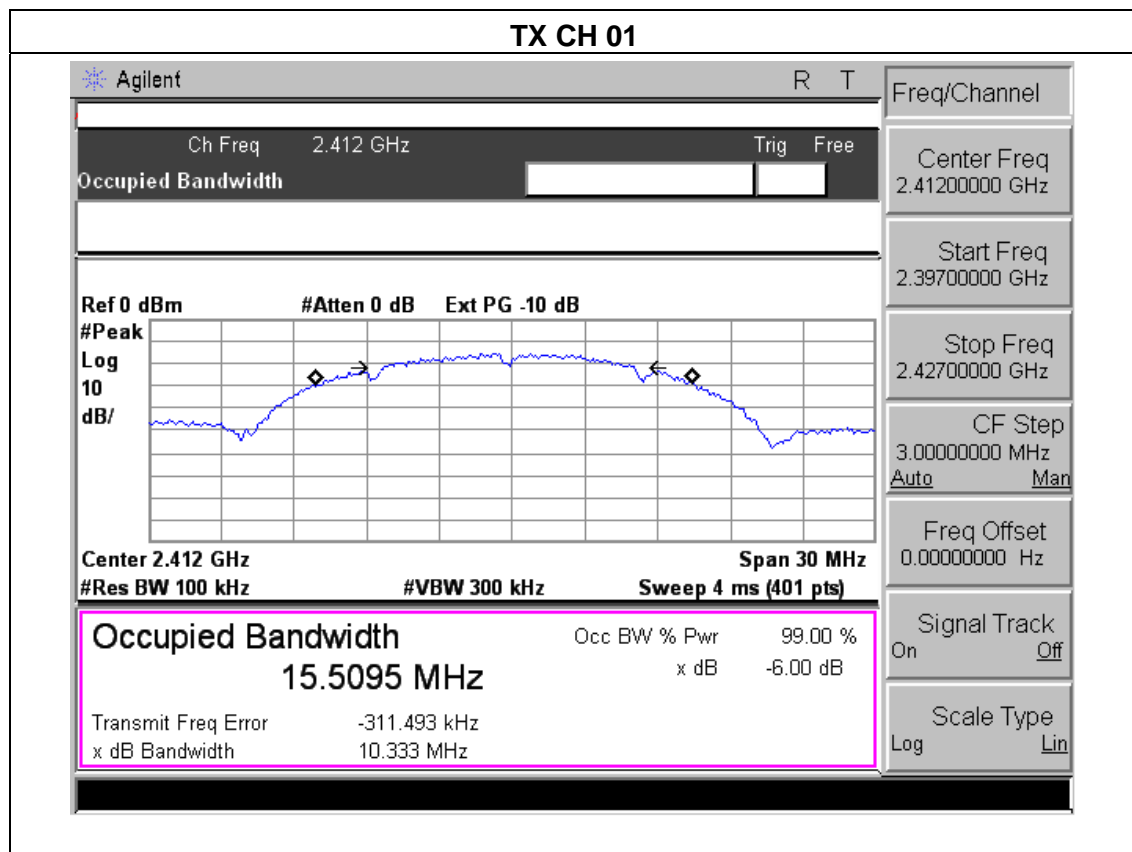 TX CH 01
Agilent R T
Freq/Channel
Ch Freq 2.412 GHz Trig Free
Occupied Bandwidth
Center Freq
2.41200000 GHz
Start Freq
2.39700000 GHz
Ref 0 dBm #Atten 0 dB Ext PG -10 dB
#Peak
Log
10
dB/
Stop Freq
2.42700000 GHz
CF Step
3.00000000 MHz
Auto Man
Freq Offset
0.00000000 Hz
Center 2.412 GHz Span 30 MHz
#Res BW 100 kHz #VBW 300 kHz Sweep 4 ms (401 pts)
Occupied Bandwidth Occ BW % Pwr 99.00 %
15.5095 MHz x dB -6.00 dB
Transmit Freq Error -311.493 kHz
x dB Bandwidth 10.333 MHz
Signal Track
On Off
Scale Type
Log Lin